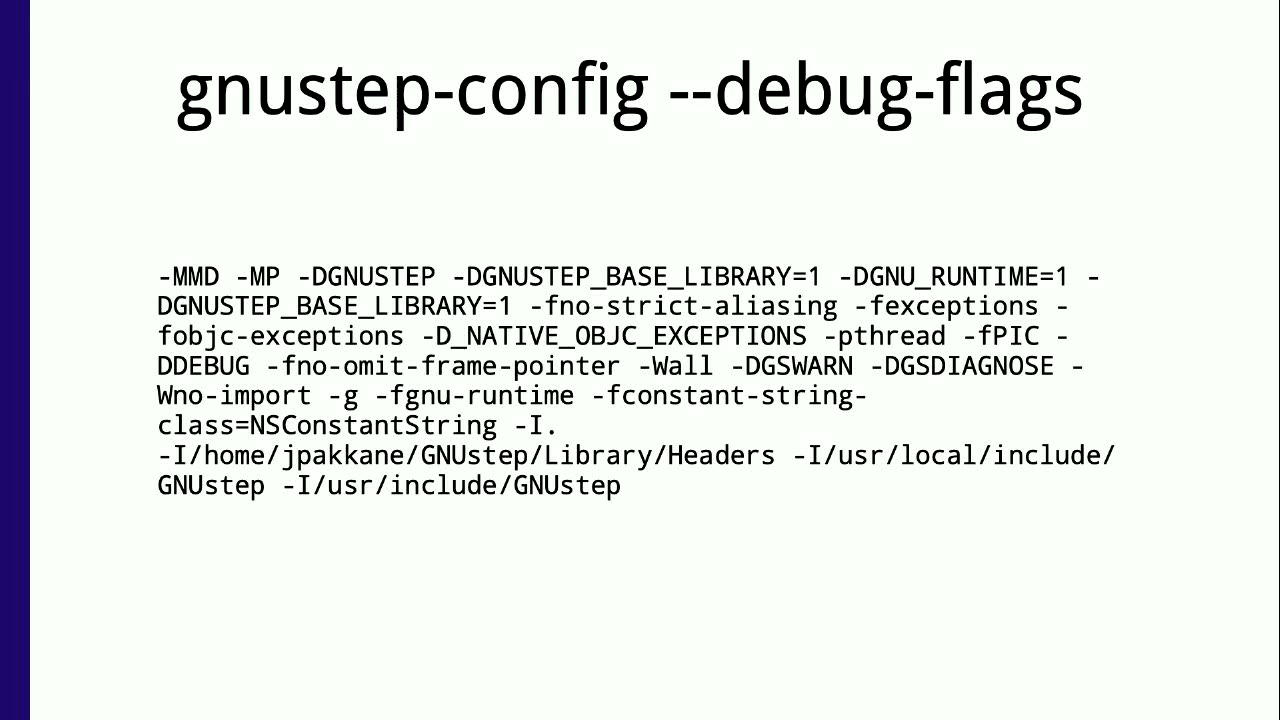 gnustep-config --debug-flags
-MMD -MP -DGNUSTEP -DGNUSTEP_BASE_LIBRARY=1 -DGNU_RUNTIME=1 -
DGNUSTEP_BASE_LIBRARY=1 -fno-strict-aliasing -fexceptions -
fobjc-exceptions -D_NATIVE_OBJC_EXCEPTIONS -pthread -fPIC -
DDEBUG -fno-omit-frame-pointer -Wall -DGSWARN -DGSDIAGNOSE -
Wno-import -g -fgnu-runtime -fconstant-string-
class=NSConstantString -I.
-I/home/jpakkane/GNUstep/Library/Headers -I/usr/local/include/
GNUstep -I/usr/include/GNUstep